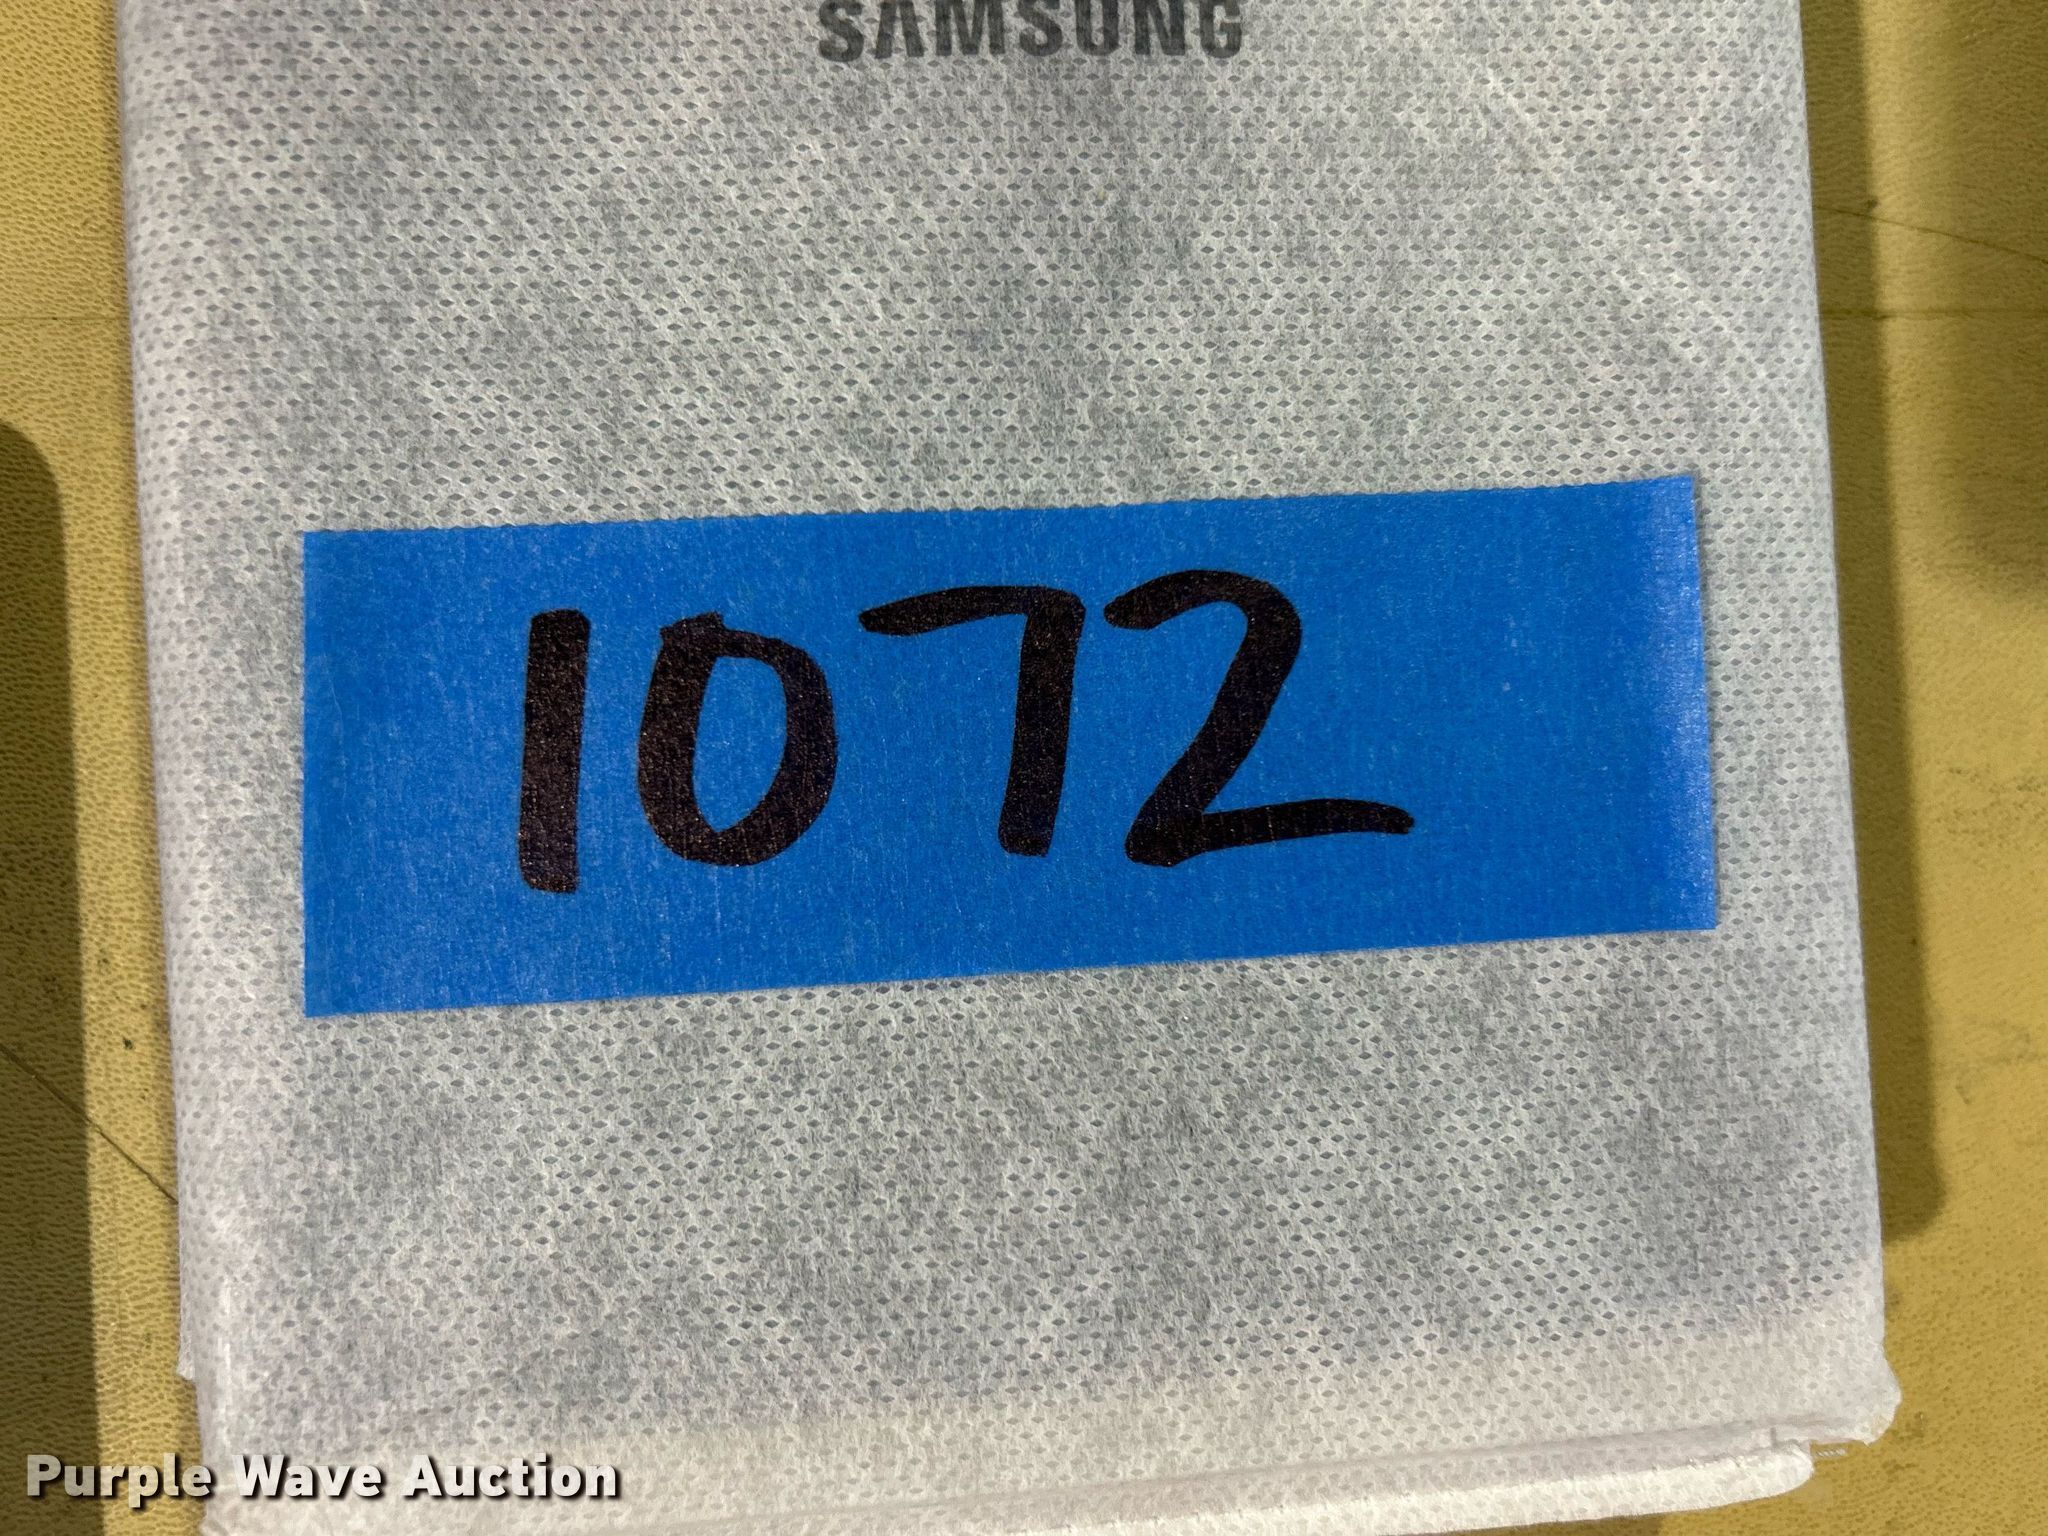 SAMSUNG
1072
Purple Wave Auction